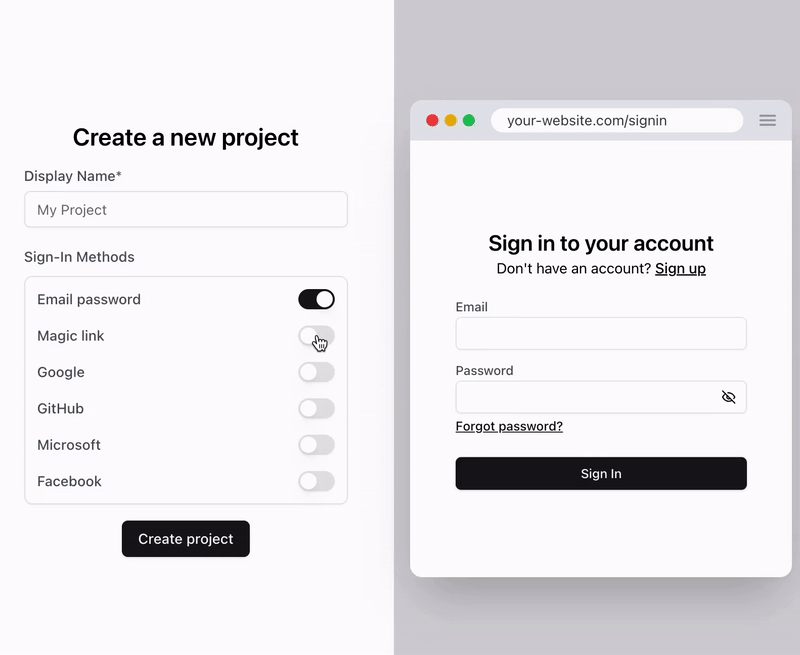 Create a new project
Display Name*
My Project
Sign-In Methods
Email password
Magic link
Google
GitHub
Microsoft
Facebook
Create project
your-website.com/signin
Sign in to your account
Don't have an account? Sign up
Email
Password
Forgot password?
Sign In